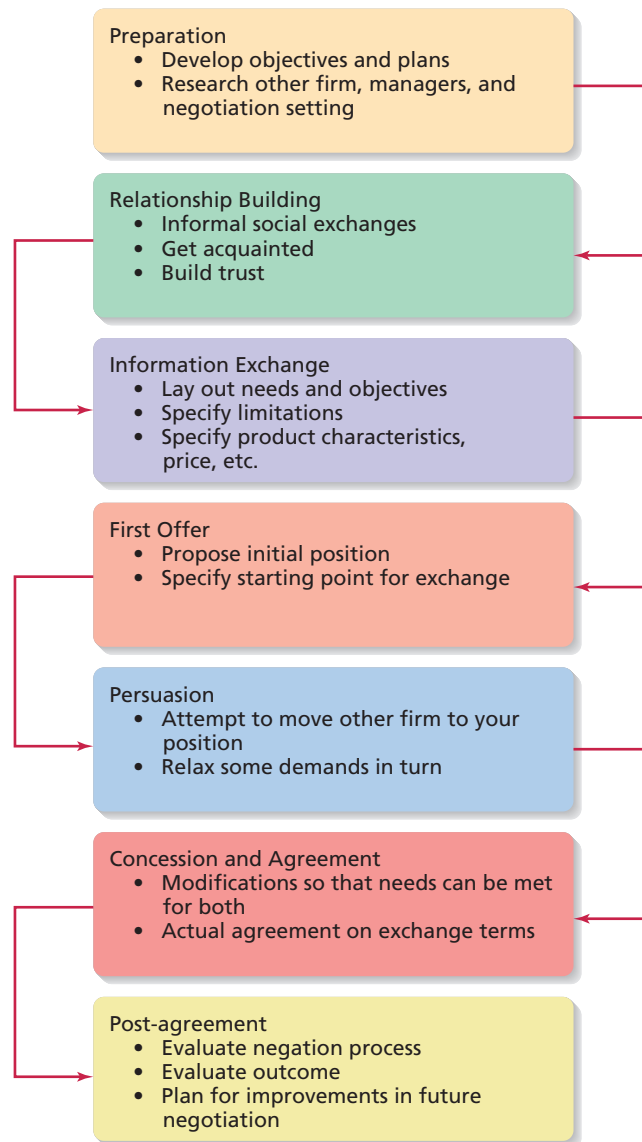 Preparation
• Develop objectives and plans
• Research other firm, managers, and
negotiation setting
Relationship Building
• Informal social exchanges
• Get acquainted
• Build trust
Information Exchange
• Lay out needs and objectives
• Specify limitations
• Specify product characteristics,
price, etc.
First Offer
• Propose initial position
• Specify starting point for exchange
Persuasion
• Attempt to move other firm to your
position
• Relax some demands in turn
Concession and Agreement
• Modifications so that needs can be met
for both
• Actual agreement on exchange terms
Post-agreement
• Evaluate negation process
• Evaluate outcome
• Plan for improvements in future
negotiation